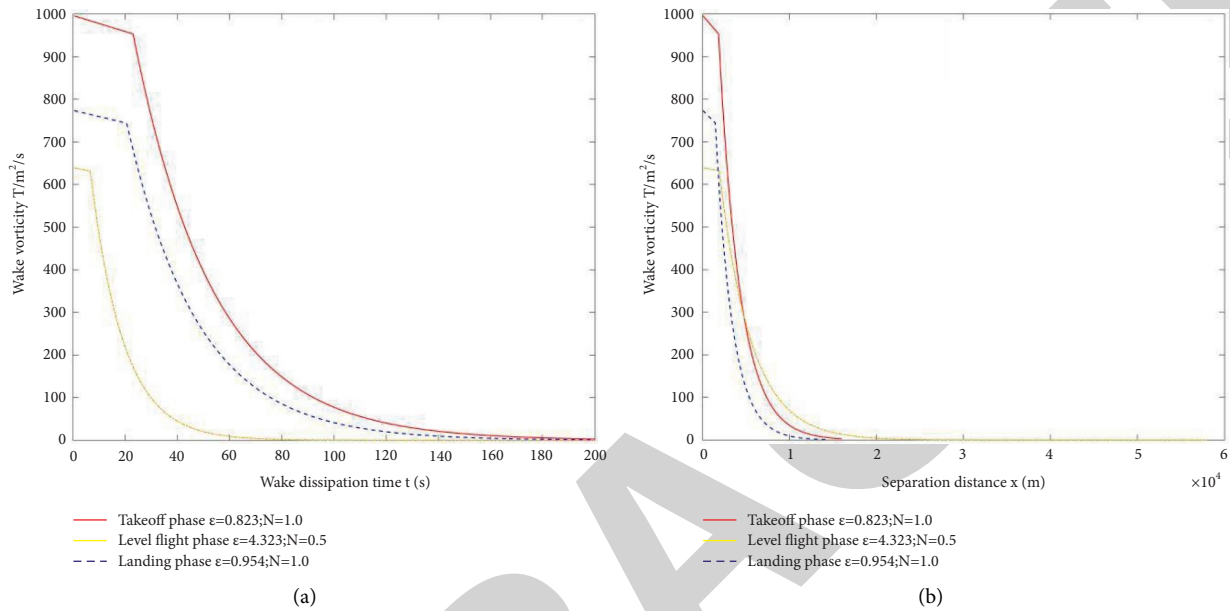 1000
900
800
700
600
500
400
300
200
100
0
Wake vorticity T/m²/s
0 20 40 60 80 100 120 140 160 180 200
Wake dissipation time t (s)
Takeoff phase ε=0.823;N=1.0
Level flight phase ε=4.323;N=0.5
Landing phase ε=0.954;N=1.0
(a)
1000
900
800
700
600
500
400
300
200
100
0
Wake vorticity T/m²/s
0 1 2 3 4 5 60
Separation distance x (m) ×10⁴
Takeoff phase ε=0.823;N=1.0
Level flight phase ε=4.323;N=0.5
Landing phase ε=0.954;N=1.0
(b)